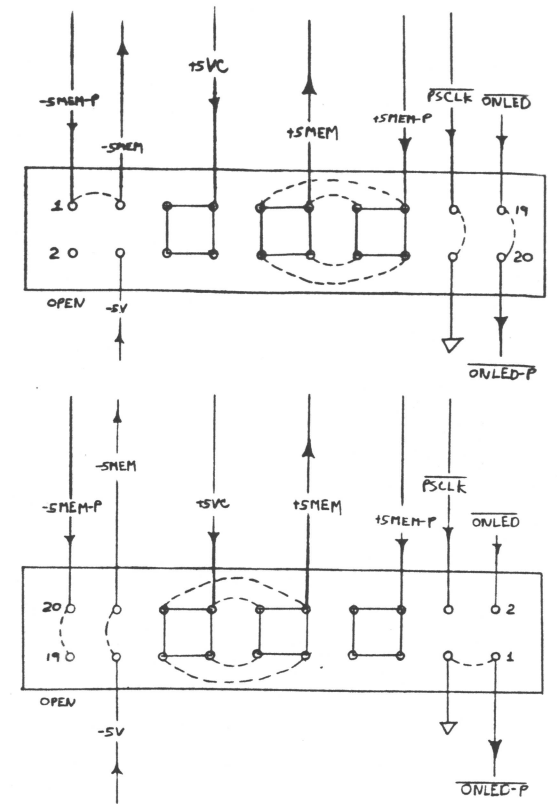 +5VC
PSCLK
ONLED
-5MEM-P
+5MEM-P
+5MEM
-5MEM
1
19
2
20
OPEN
-5V
ONLED-P
-5MEM
PSCLK
-5MEM-P
+5VC
+5MEM
+5MEM-P
ONLED
20
2
19
1
OPEN
-5V
ONLED-P